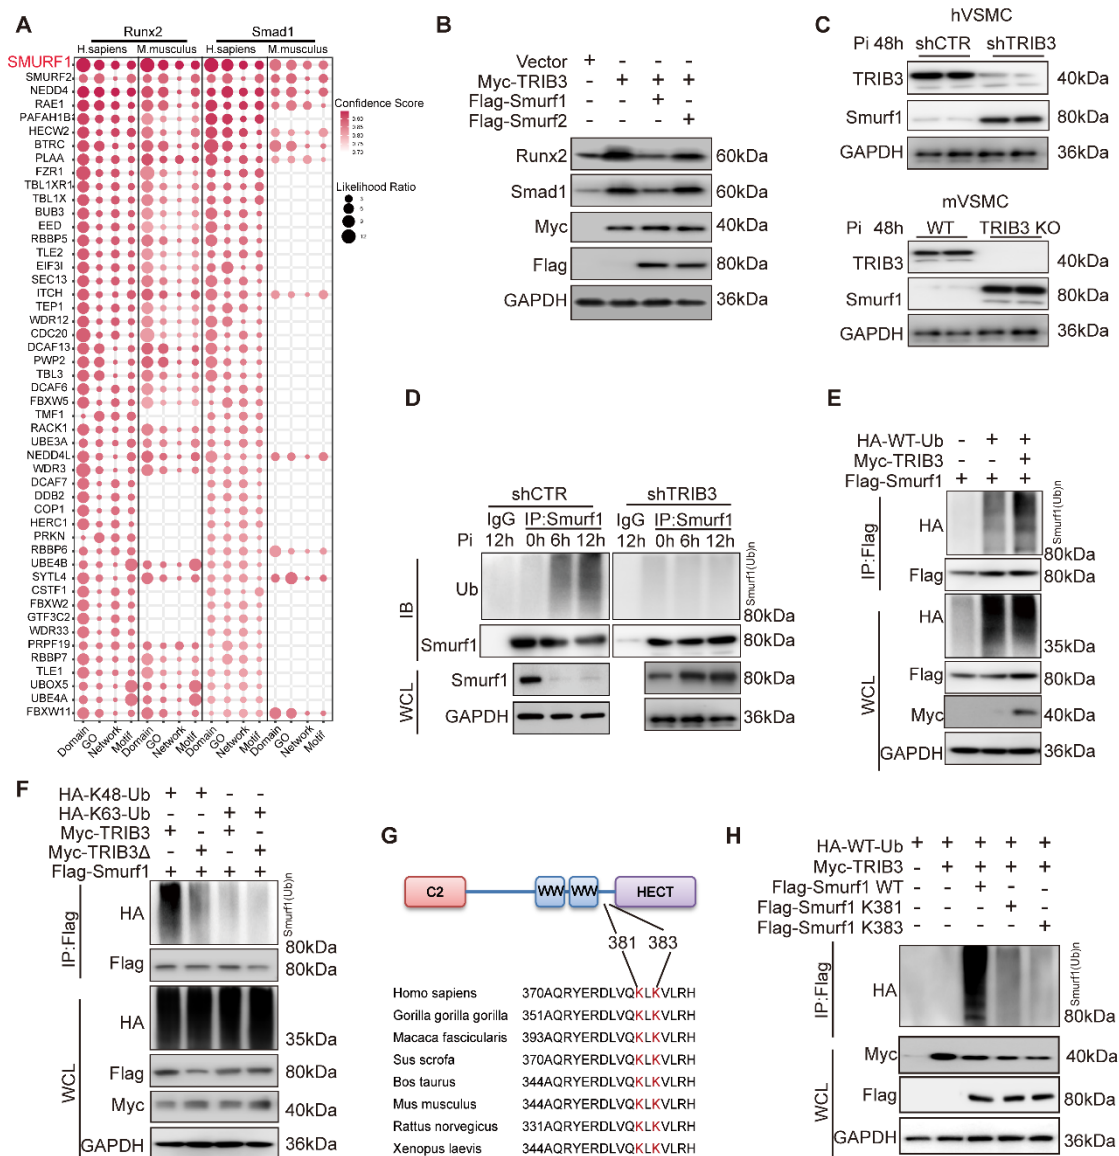 A
Runx2 Smad1
H.sapiens M.musculus H.sapiens M.musculus
SMURF1
SMURF2
NEDD4
RAE1
PAFAH1B
HECW2
BTRC
PLAA
FZR1
TBL1XR1
TBL1X
BUB3
EED
RBBP5
TLE2
EIF3I
SEC13
ITCH
TEP1
WDR12
CDC20
DCAF13
PWP2
TBL3
DCAF6
FBXW5
TMF1
RACK1
UBE3A
NEDD4L
WDR3
DCAF7
DDB2
COP1
HERC1
PRKN
RBBP6
UBE4B
SYTL4
CSTF1
FBXW2
GTF3C2
WDR33
PRPF19
RBBP7
TLE1
UBOX5
UBE4A
FBXW11
Domain GO Network Motif Domain GO Network Motif Domain GO Network Motif Domain GO Network Motif
Confidence Score
0.90
0.85
0.80
0.75
0.70
Likelihood Ratio
B
Vector + - - -
Myc-TRIB3 - + + +
Flag-Smurf1 - - + -
Flag-Smurf2 - - - +
Runx2 60kDa
Smad1 60kDa
Myc 40kDa
Flag 80kDa
GAPDH 36kDa
C
hVSMC
Pi 48h shCTR shTRIB3
TRIB3 40kDa
Smurf1 80kDa
GAPDH 36kDa
mVSMC
Pi 48h WT TRIB3 KO
TRIB3 40kDa
Smurf1 80kDa
GAPDH 36kDa
D
shCTR shTRIB3
IgG IP:Smurf1 IgG IP:Smurf1
Pi 12h 0h 6h 12h 12h 0h 6h 12h
IB
Ub Smurf1(Ub)n
80kDa
Smurf1 80kDa
WCL
Smurf1 80kDa
GAPDH 36kDa
E
HA-WT-Ub - + +
Myc-TRIB3 - - +
Flag-Smurf1 + + +
IP:Flag
HA Smurf1(Ub)n
80kDa
Flag 80kDa
WCL
HA 35kDa
Flag 80kDa
Myc 40kDa
GAPDH 36kDa
F
HA-K48-Ub + + - -
HA-K63-Ub - - + +
Myc-TRIB3 + - + -
Myc-TRIB3Δ - + - +
Flag-Smurf1 + + + +
IP:Flag
HA Smurf1(Ub)n
80kDa
Flag 80kDa
WCL
HA 35kDa
Flag 80kDa
Myc 40kDa
GAPDH 36kDa
G
C2 WW WW HECT
381 383
Homo sapiens 370AQRYERDLVQKLKVLRH
Gorilla gorilla gorilla 351AQRYERDLVQKLKVLRH
Macaca fascicularis 393AQRYERDLVQKLKVLRH
Sus scrofa 370AQRYERDLVQKLKVLRH
Bos taurus 344AQRYERDLVQKLKVLRH
Mus musculus 344AQRYERDLVQKLKVLRH
Rattus norvegicus 331AQRYERDLVQKLKVLRH
Xenopus laevis 344AQRYERDLVQKLKVLRH
H
HA-WT-Ub + + + + +
Myc-TRIB3 - + + + +
Flag-Smurf1 WT - - + - -
Flag-Smurf1 K381 - - - + -
Flag-Smurf1 K383 - - - - +
IP:Flag
HA Smurf1(Ub)n
80kDa
WCL
Myc 40kDa
Flag 80kDa
GAPDH 36kDa